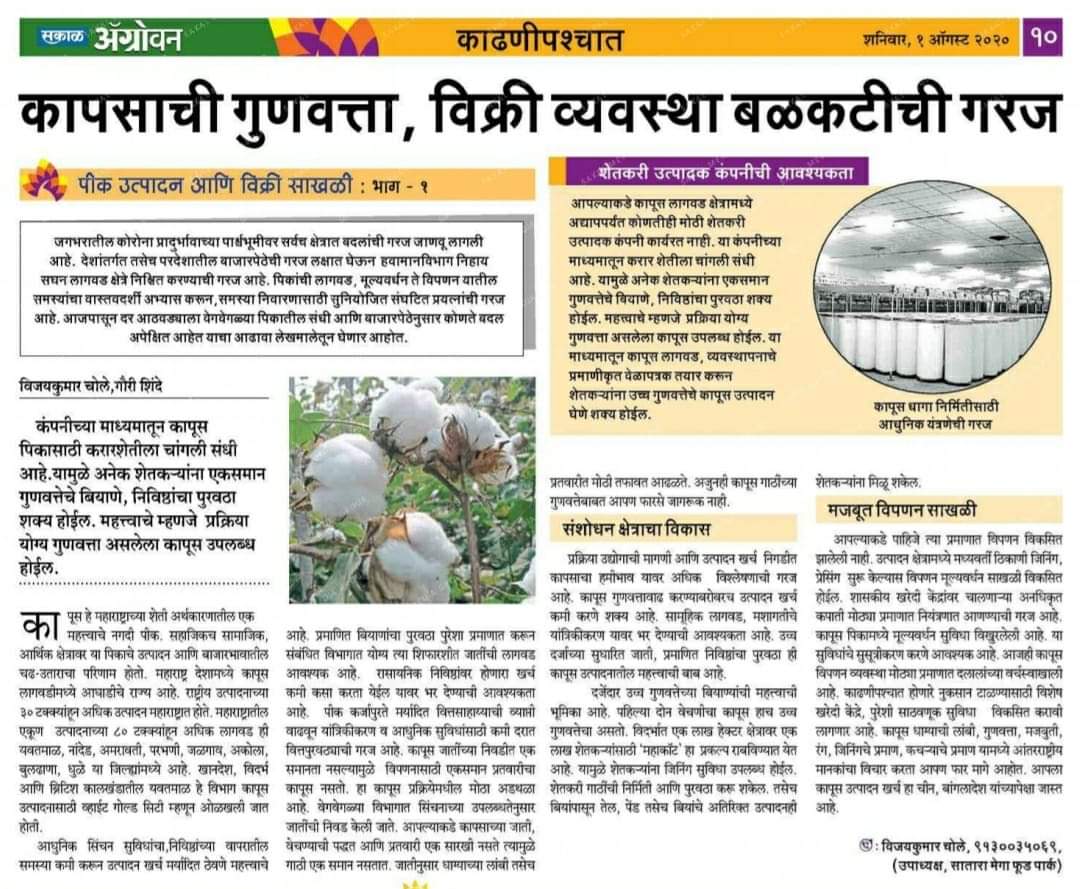 सकाळ ॲग्रोवन
काढणीपश्चात
शनिवार, १ ऑगस्ट २०२०
१०
कापसाची गुणवत्ता, विक्री व्यवस्था बळकटीची गरज
पीक उत्पादन आणि विक्री साखळी : भाग - १
जगभरातील कोरोना प्रादुर्भावाच्या पार्श्वभूमीवर सर्वच क्षेत्रात बदलांची गरज जाणवू लागली
आहे. देशांतर्गत तसेच परदेशातील बाजारपेठेची गरज लक्षात घेऊन हवामानविभाग निहाय
सघन लागवड क्षेत्रे निश्चित करण्याची गरज आहे. पिकांची लागवड, मूल्यवर्धन ते विपणन यातील
समस्यांचा वास्तवदर्शी अभ्यास करून,समस्या निवारणासाठी सुनियोजित संघटित प्रयत्नांची गरज
आहे. आजपासून दर आठवड्याला वेगवेगळ्या पिकातील संधी आणि बाजारपेठेनुसार कोणते बदल
अपेक्षित आहेत याचा आढावा लेखमालेतून घेणार आहोत.
विजयकुमार चोले,गौरी शिंदे
कंपनीच्या माध्यमातून कापूस
पिकासाठी करारशेतीला चांगली संधी
आहे.यामुळे अनेक शेतकऱ्यांना एकसमान
गुणवत्तेचे बियाणे, निविष्ठांचा पुरवठा
शक्य होईल. महत्त्वाचे म्हणजे प्रक्रिया
योग्य गुणवत्ता असलेला कापूस उपलब्ध
होईल.
कापूस हे महाराष्ट्राच्या शेती अर्थकारणातील एक
महत्त्वाचे नगदी पीक. सहाजिकच सामाजिक,
आर्थिक क्षेत्रावर या पिकाचे उत्पादन आणि बाजारभावातील
चढ-उताराचा परिणाम होतो. महाराष्ट्र देशामध्ये कापूस
लागवडीमध्ये आघाडीचे राज्य आहे. राष्ट्रीय उत्पादनाच्या
३० टक्क्यांहून अधिक उत्पादन महाराष्ट्रात होते. महाराष्ट्रातील
एकूण उत्पादनाच्या ८० टक्क्यांहून अधिक लागवड ही
यवतमाळ, नांदेड, अमरावती, परभणी, जळगाव, अकोला,
बुलढाणा, धुळे या जिल्ह्यांमध्ये आहे. खानदेश, विदर्भ
आणि ब्रिटिश कालखंडातील यवतमाळ हे विभाग कापूस
उत्पादनासाठी व्हाईट गोल्ड सिटी म्हणून ओळखली जात
होती.
आधुनिक सिंचन सुविधांचा,निविष्ठांच्या वापरातील
समस्या कमी करून उत्पादन खर्च मर्यादित ठेवणे महत्त्वाचे
आहे. प्रमाणित बियाणांचा पुरवठा पुरेशा प्रमाणात करून
संबंधित विभागात योग्य त्या शिफारशीत जातींची लागवड
आवश्यक आहे. रासायनिक निविष्ठांवर होणारा खर्च
कमी कसा करता येईल यावर भर देण्याची आवश्यकता
आहे. पीक कर्जापुरते मर्यादित वित्तसाहाय्याची व्याप्ती
वाढवून यांत्रिकीकरण व आधुनिक सुविधांसाठी कमी दरात
वित्तपुरवठ्याची गरज आहे. कापूस जातींच्या निवडीत एक
समानता नसल्यामुळे विपणनासाठी एकसमान प्रतवारीचा
कापूस नसतो. हा कापूस प्रक्रियेमधील मोठा अडथळा
आहे. वेगवेगळ्या विभागात सिंचनाच्या उपलब्धतेनुसार
जातींची निवड केली जाते. आपल्याकडे कापसाच्या जाती,
वेचण्याची पद्धत आणि प्रतवारी एक सारखी नसते त्यामुळे
गाठी एक समान नसतात. जातीनुसार धाग्याच्या लांबी तसेच
शेतकरी उत्पादक कंपनीची आवश्यकता
आपल्याकडे कापूस लागवड क्षेत्रामध्ये
अद्यापपर्यंत कोणतीही मोठी शेतकरी
उत्पादक कंपनी कार्यरत नाही. या कंपनीच्या
माध्यमातून करार शेतीला चांगली संधी
आहे. यामुळे अनेक शेतकऱ्यांना एकसमान
गुणवत्तेचे बियाणे, निविष्ठांचा पुरवठा शक्य
होईल. महत्त्वाचे म्हणजे प्रक्रिया योग्य
गुणवत्ता असलेला कापूस उपलब्ध होईल. या
माध्यमातून कापूस लागवड, व्यवस्थापनाचे
प्रमाणीकृत वेळापत्रक तयार करून
शेतकऱ्यांना उच्च गुणवत्तेचे कापूस उत्पादन
घेणे शक्य होईल.
कापूस धागा निर्मितीसाठी
आधुनिक यंत्रणेची गरज
प्रतवारीत मोठी तफावत आढळते. अजुनही कापूस गाठींच्या
गुणवत्तेबाबत आपण फारसे जागरूक नाही.
संशोधन क्षेत्राचा विकास
प्रक्रिया उद्योगाची मागणी आणि उत्पादन खर्च निगडीत
कापसाचा हमीभाव यावर अधिक विश्लेषणाची गरज
आहे. कापूस गुणवत्तावाढ करण्याबरोबरच उत्पादन खर्च
कमी करणे शक्य आहे. सामूहिक लागवड, मशागतीचे
यांत्रिकीकरण यावर भर देण्याची आवश्यकता आहे. उच्च
दर्जाच्या सुधारित जाती, प्रमाणित निविष्ठांचा पुरवठा ही
कापूस उत्पादनातील महत्त्वाची बाब आहे.
दर्जेदार उच्च गुणवत्तेच्या बियाण्यांची महत्त्वाची
भूमिका आहे. पहिल्या दोन वेचणीचा कापूस हाच उच्च
गुणवत्तेचा असतो. विदर्भात एक लाख हेक्टर क्षेत्रावर एक
लाख शेतकऱ्यांसाठी 'महाकॉट' हा प्रकल्प राबविण्यात येत
आहे. यामुळे शेतकऱ्यांना जिनिंग सुविधा उपलब्ध होईल.
शेतकरी गाठींची निर्मिती आणि पुरवठा करू शकेल. तसेच
बियांपासून तेल, पेंड तसेच बियांचे अतिरिक्त उत्पादनही
शेतकऱ्यांना मिळू शकेल.
मजबूत विपणन साखळी
आपल्याकडे पाहिजे त्या प्रमाणात विपणन विकसित
झालेली नाही. उत्पादन क्षेत्रामध्ये मध्यवर्ती ठिकाणी जिनिंग,
प्रेसिंग सुरू केल्यास विपणन मूल्यवर्धन साखळी विकसित
होईल. शासकीय खरेदी केंद्रांवर चालणाऱ्या अनधिकृत
कपाती मोठ्या प्रमाणात नियंत्रणात आणण्याची गरज आहे.
कापूस पिकामध्ये मूल्यवर्धन सुविधा विखुरलेली आहे. या
सुविधांचे सुसूत्रीकरण करणे आवश्यक आहे. आजही कापूस
विपणन व्यवस्था मोठ्या प्रमाणात दलालांच्या वर्चस्वाखाली
आहे. काढणीपश्चात होणारे नुकसान टाळण्यासाठी विशेष
खरेदी केंद्रे, पुरेशी साठवणूक सुविधा विकसित करावी
लागणार आहे. कापूस धाग्याची लांबी, गुणवत्ता, मजबुती,
रंग, जिनिंगचे प्रमाण, कचऱ्याचे प्रमाण यामध्ये आंतरराष्ट्रीय
मानकांचा विचार करता आपण फार मागे आहोत. आपला
कापूस उत्पादन खर्च हा चीन, बांगलादेश यांच्यापेक्षा जास्त
आहे.
: विजयकुमार चोले, ९१३००३५०६९,
(उपाध्यक्ष, सातारा मेगा फूड पार्क)